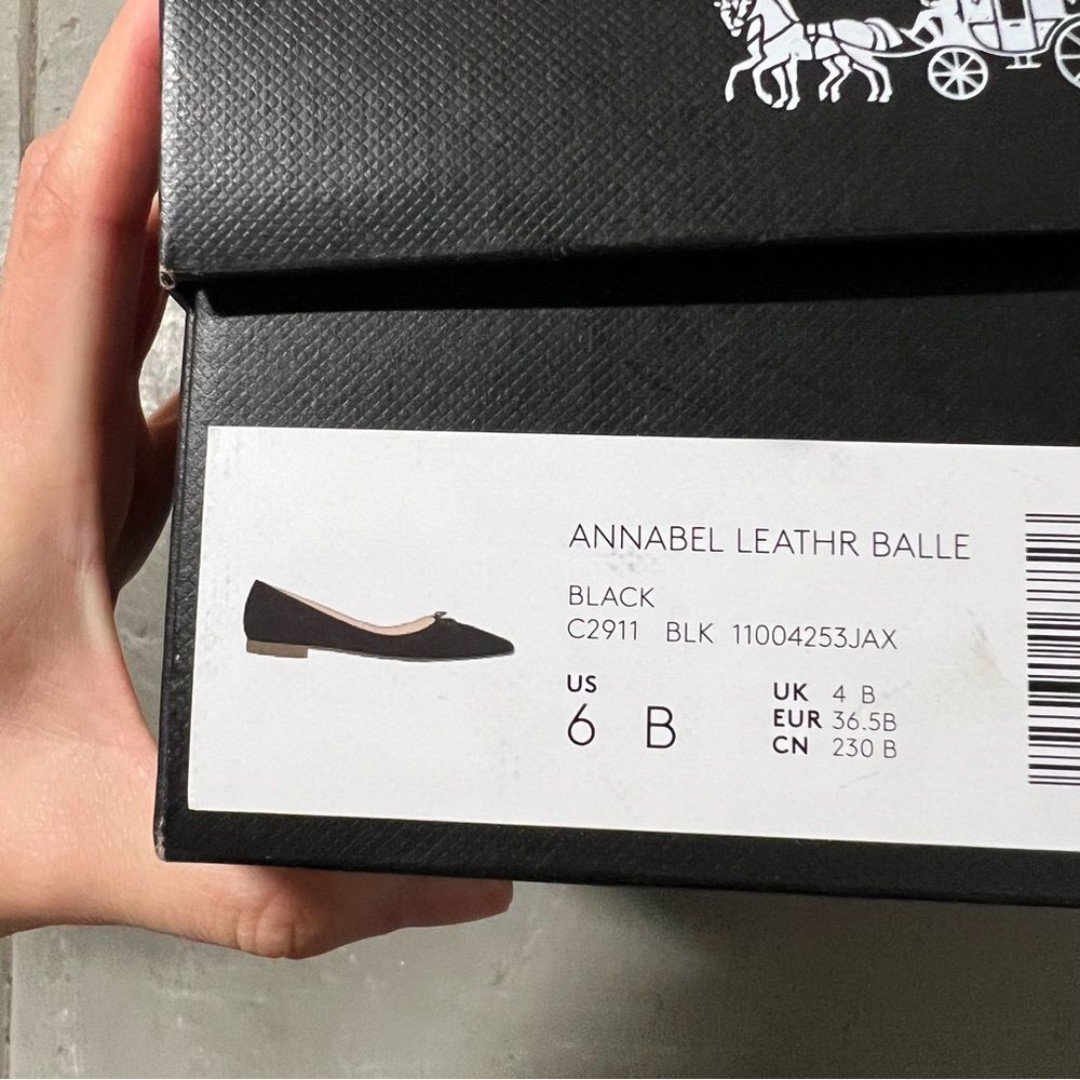 ANNABEL LEATHR BALLE
BLACK
C2911 BLK 11004253JAX
US
6 B
UK 4 B
EUR 36.5B
CN 230 B